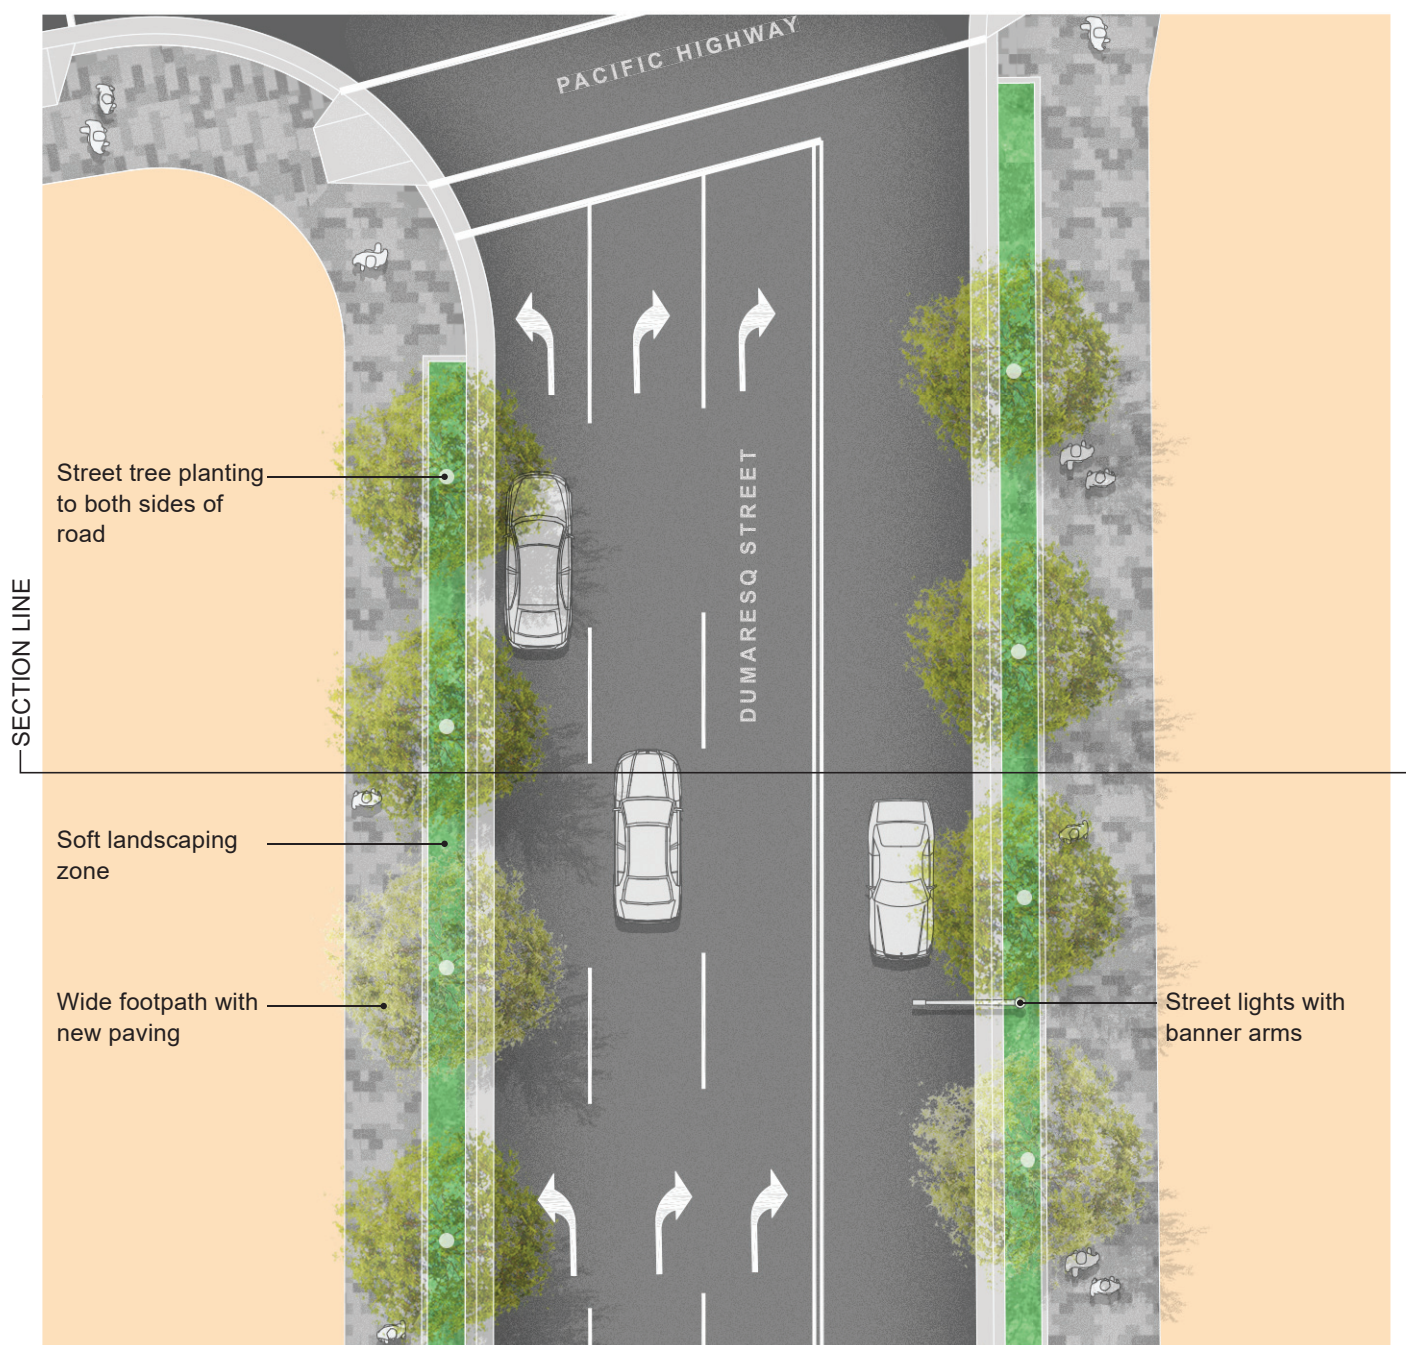 PACIFIC HIGHWAY
Street tree planting
to both sides of
road
DUMARESQ STREET
SECTION LINE
Soft landscaping
zone
Wide footpath with
new paving
Street lights with
banner arms